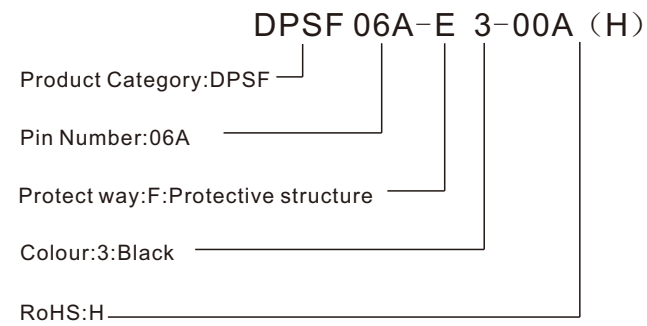 DPSF 06A-E 3-00A（H）
Product Category:DPSF
Pin Number:06A
Protect way:F:Protective structure
Colour:3:Black
RoHS:H